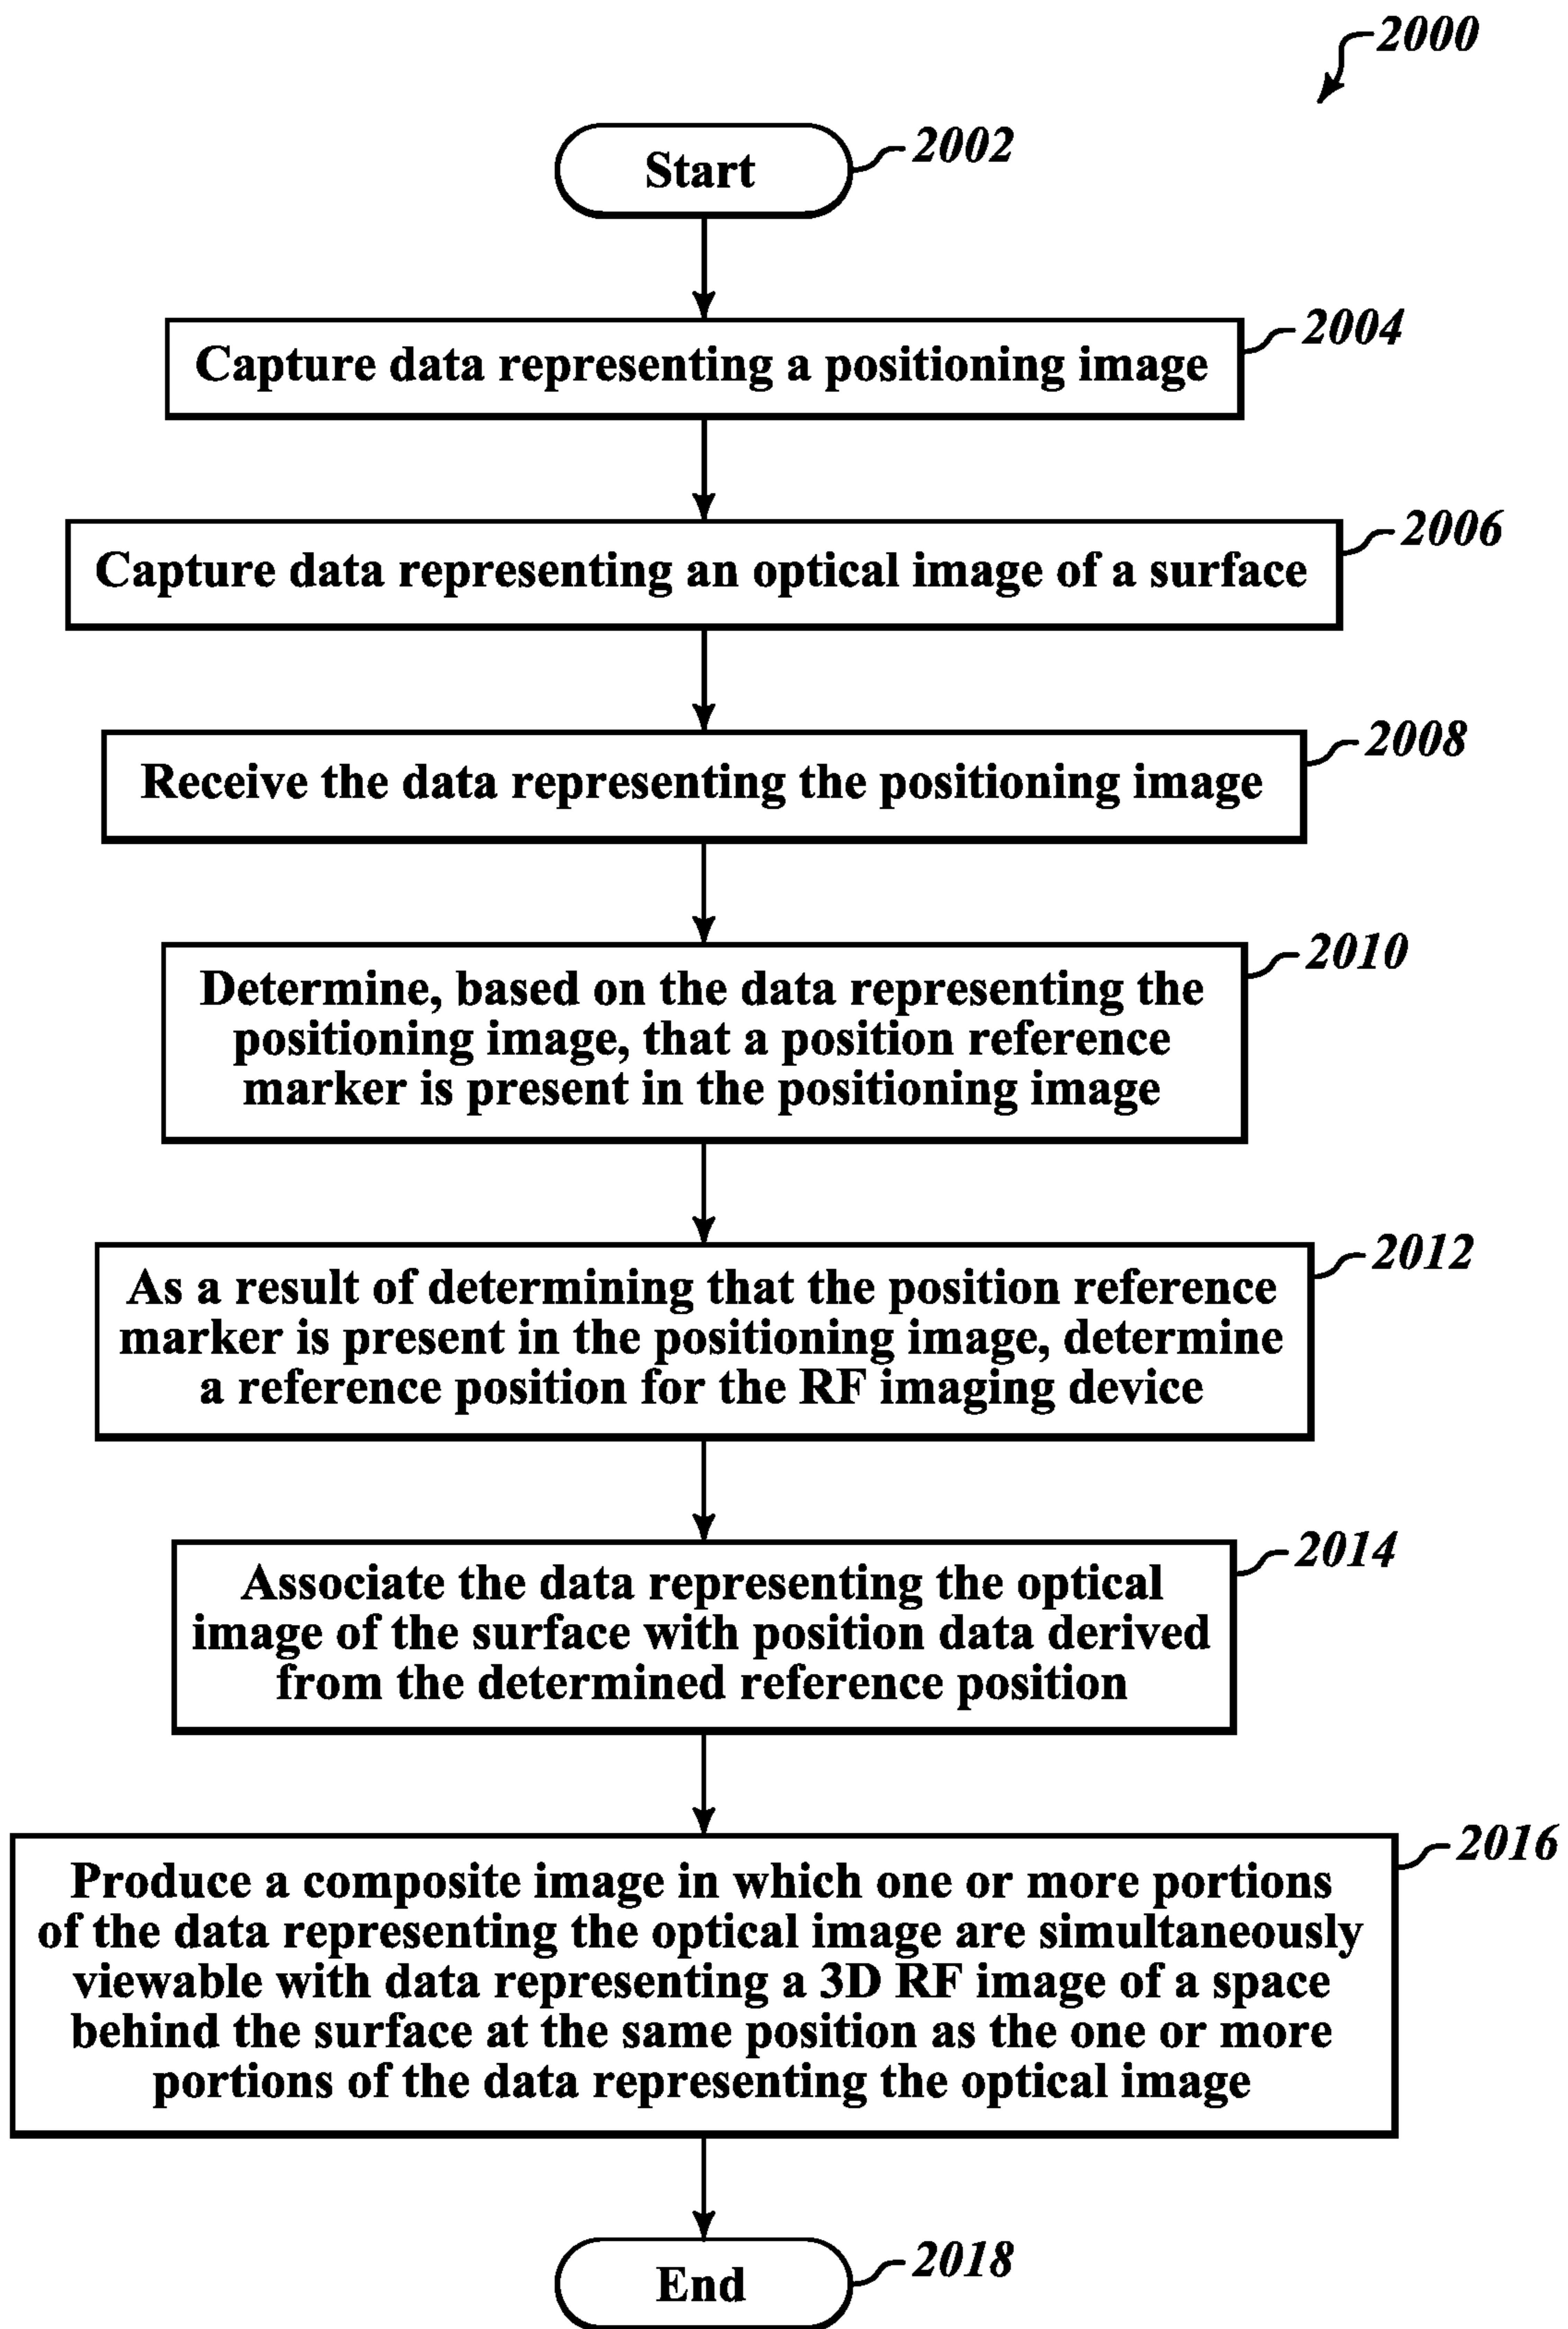 2000
Start
2002
Capture data representing a positioning image
2004
Capture data representing an optical image of a surface
2006
Receive the data representing the positioning image
2008
Determine, based on the data representing the
positioning image, that a position reference
marker is present in the positioning image
2010
As a result of determining that the position reference
marker is present in the positioning image, determine
a reference position for the RF imaging device
2012
Associate the data representing the optical
image of the surface with position data derived
from the determined reference position
2014
Produce a composite image in which one or more portions
of the data representing the optical image are simultaneously
viewable with data representing a 3D RF image of a space
behind the surface at the same position as the one or more
portions of the data representing the optical image
2016
End
2018